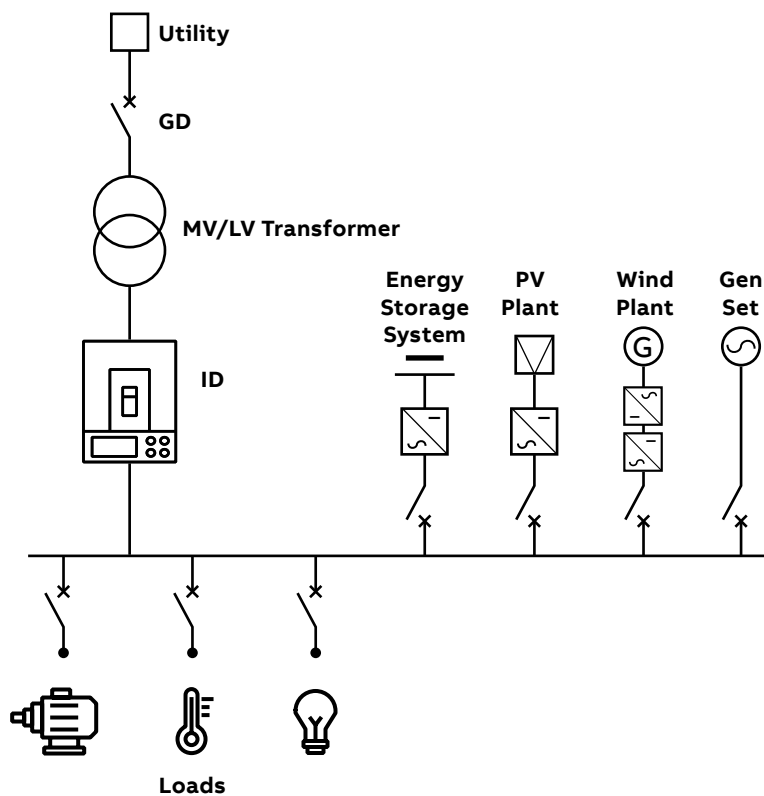 Utility
GD
MV/LV Transformer
Energy
Storage
System
PV
Plant
Wind
Plant
Gen
Set
ID
G
Loads